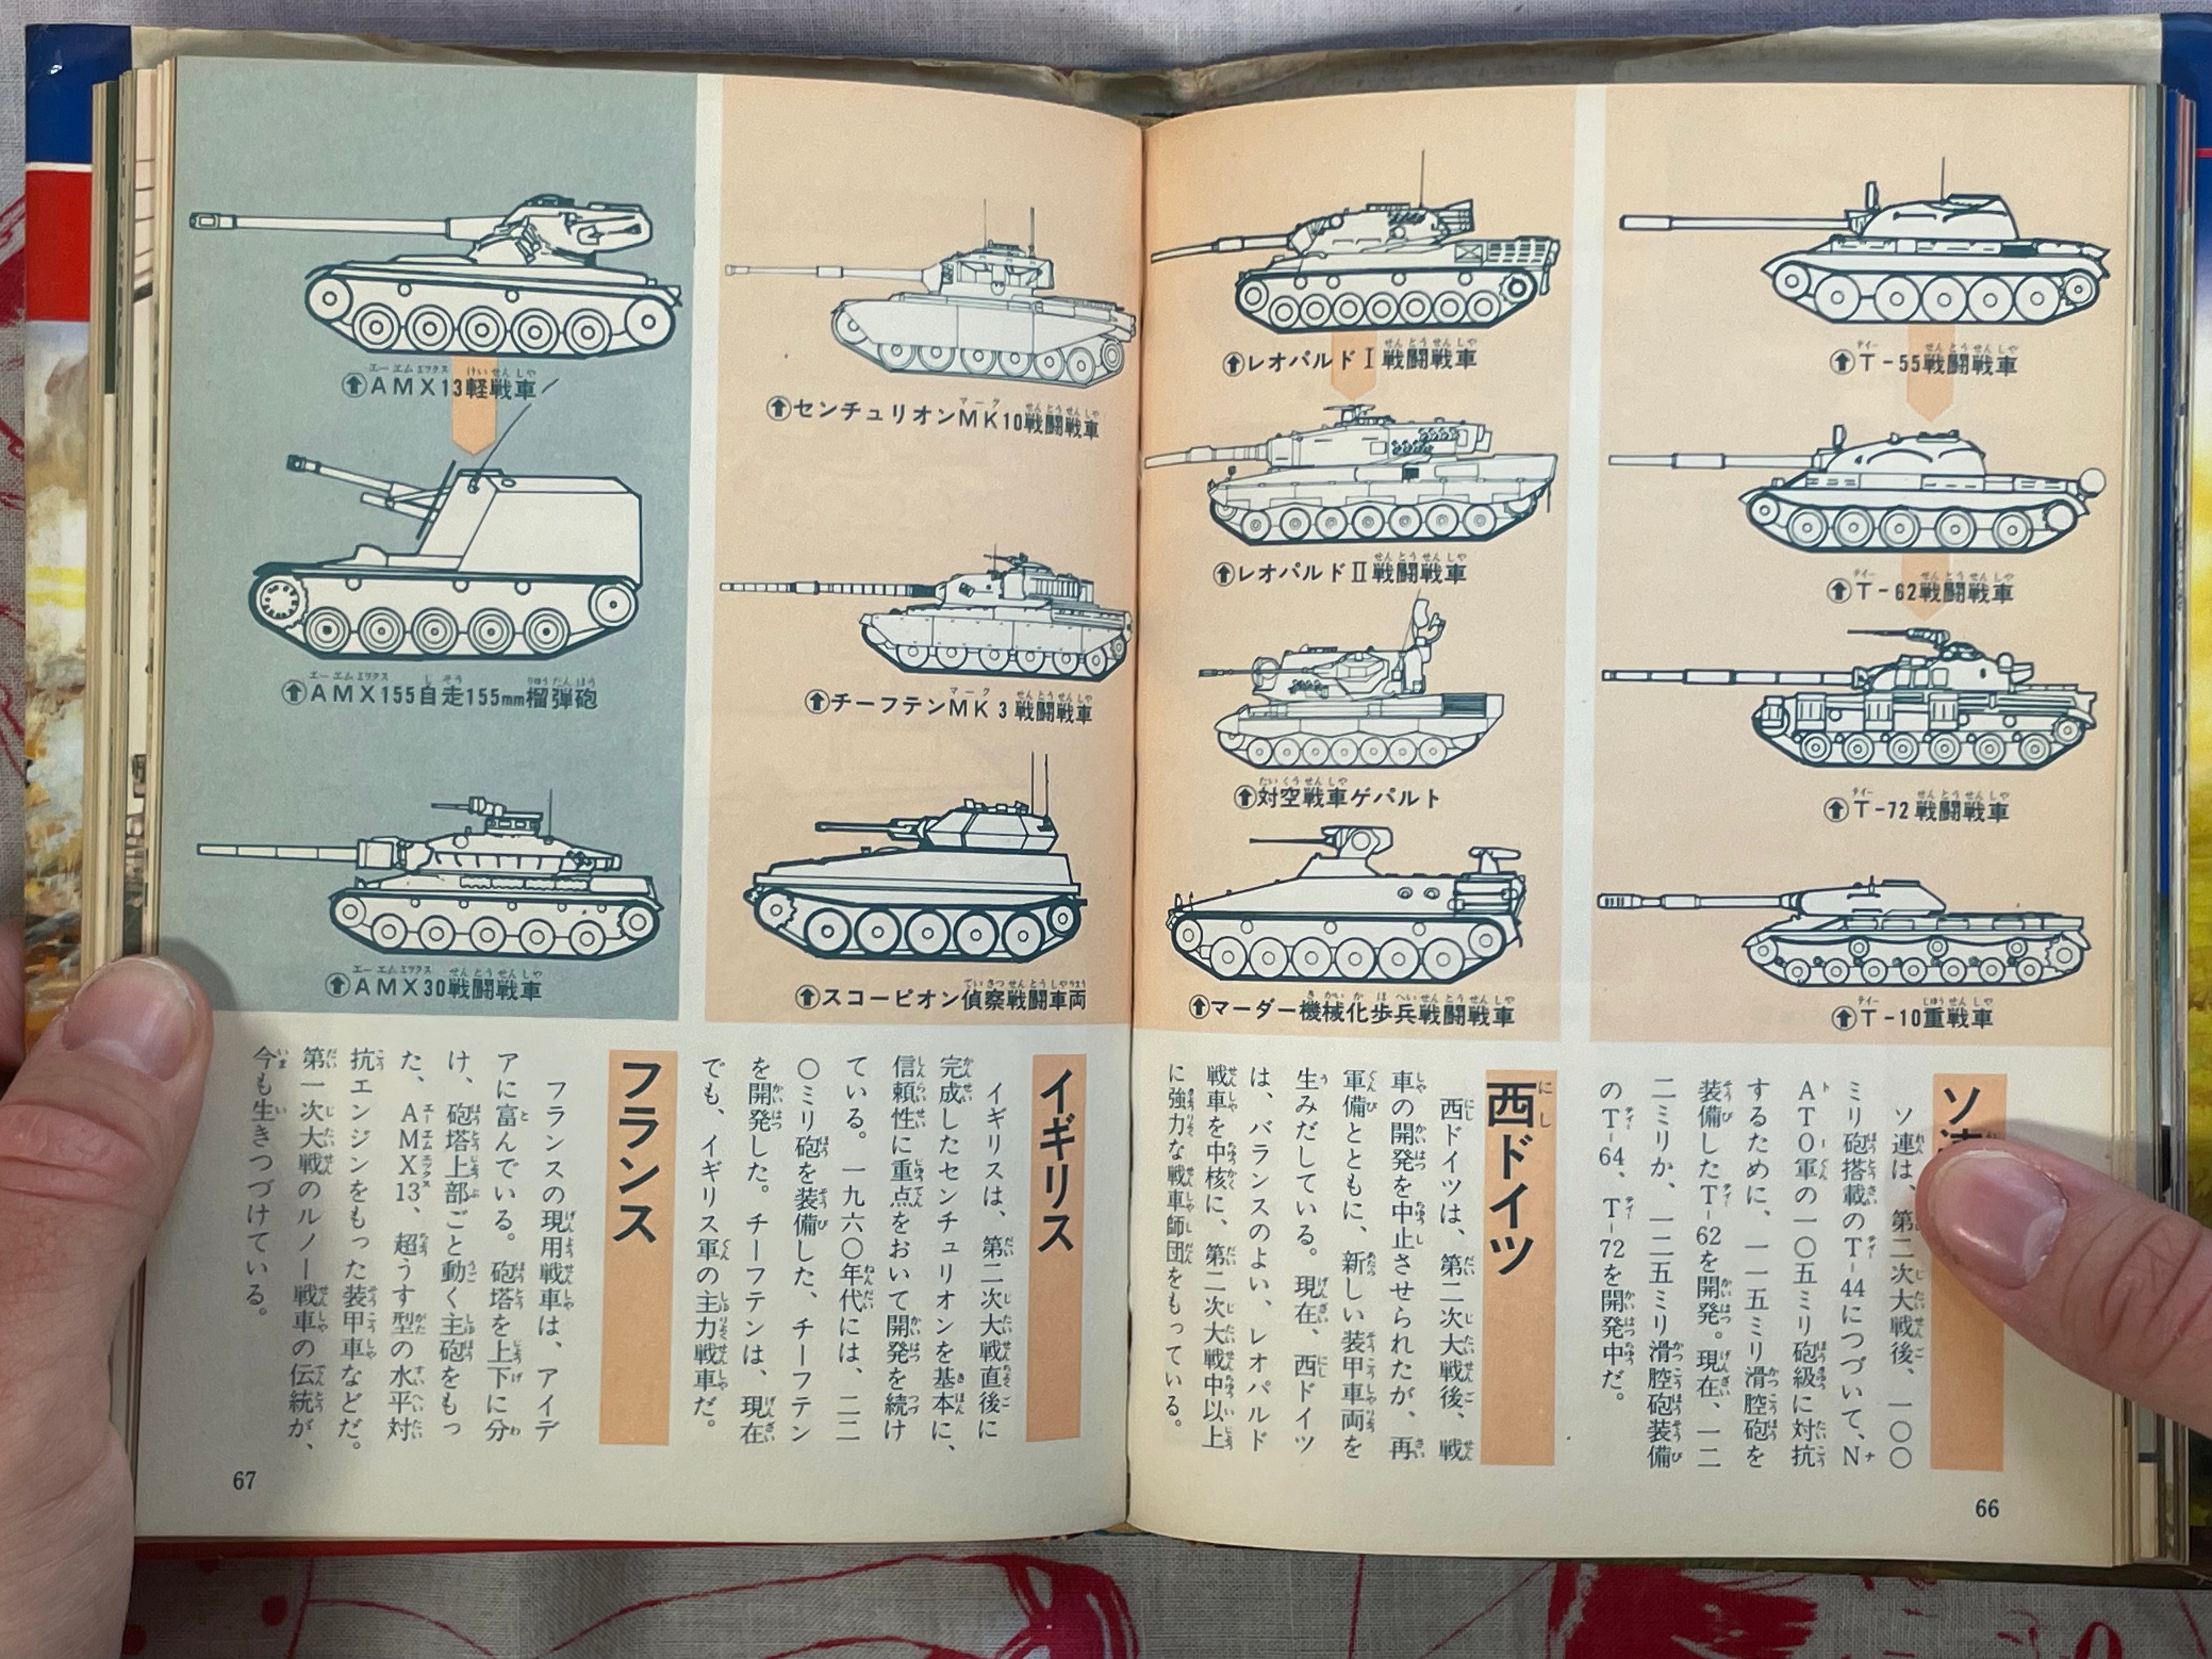 T-55戦闘戦車
T-62戦闘戦車
T-72戦闘戦車
T-10重戦車
ソ連
ソ連は、第二次大戦後、一〇〇
ミリ砲搭載のT-44につづいて、N
ATO軍の一〇五ミリ砲級に対抗
するために、一一五ミリ滑腔砲を
装備したT-62を開発。現在、一二
二ミリか、一二五ミリ滑腔砲装備
のT-64、T-72を開発中だ。
66
レオパルドⅠ戦闘戦車
レオパルドⅡ戦闘戦車
対空戦車ゲパルト
マーダー機械化歩兵戦闘戦車
西ドイツ
西ドイツは、第二次大戦後、戦
車の開発を中止させられたが、再
軍備とともに、新しい装甲車両を
生みだしている。現在、西ドイツ
は、バランスのよい、レオパルド
戦車を中核に、第二次大戦中以上
に強力な戦車師団をもっている。
センチュリオンMK10戦闘戦車
チーフテンMK3戦闘戦車
スコーピオン偵察戦闘車両
イギリス
イギリスは、第二次大戦直後に
完成したセンチュリオンを基本に、
信頼性に重点をおいて開発を続け
ている。一九六〇年代には、一二
〇ミリ砲を装備した、チーフテン
を開発した。チーフテンは、現在
でも、イギリス軍の主力戦車だ。
AMX13軽戦車
AMX155自走155mm榴弾砲
AMX30戦闘戦車
フランス
フランスの現用戦車は、アイデ
アに富んでいる。砲塔を上下に分
け、砲塔上部ごと動く主砲をもっ
た、AMX13、超うす型の水平対
抗エンジンをもった装甲車などだ。
第一次大戦のルノー戦車の伝統が、
今も生きつづけている。
67